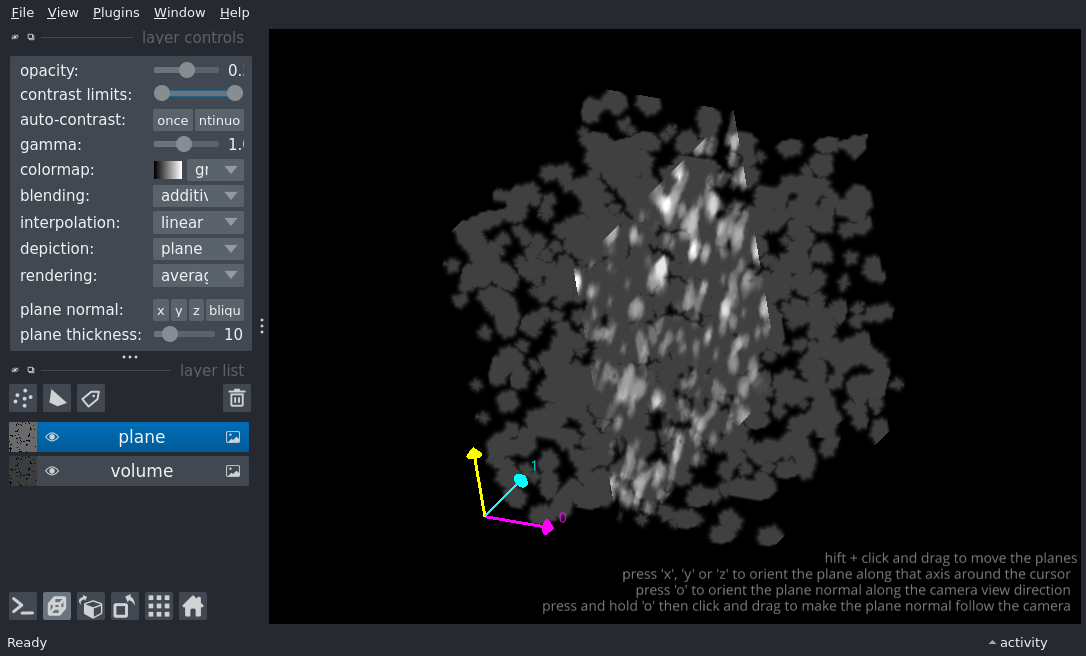 File View Plugins Window Help
layer controls
opacity: 0.
contrast limits:
auto-contrast: once ntinuo
gamma: 1.
colormap: gr
blending: additiv
interpolation: linear
depiction: plane
rendering: averag
plane normal: x y z bliqu
plane thickness: 10
layer list
plane
volume
1
0
hift + click and drag to move the planes
press 'x', 'y' or 'z' to orient the plane along that axis around the cursor
press 'o' to orient the plane normal along the camera view direction
press and hold 'o' then click and drag to make the plane normal follow the camera
Ready activity